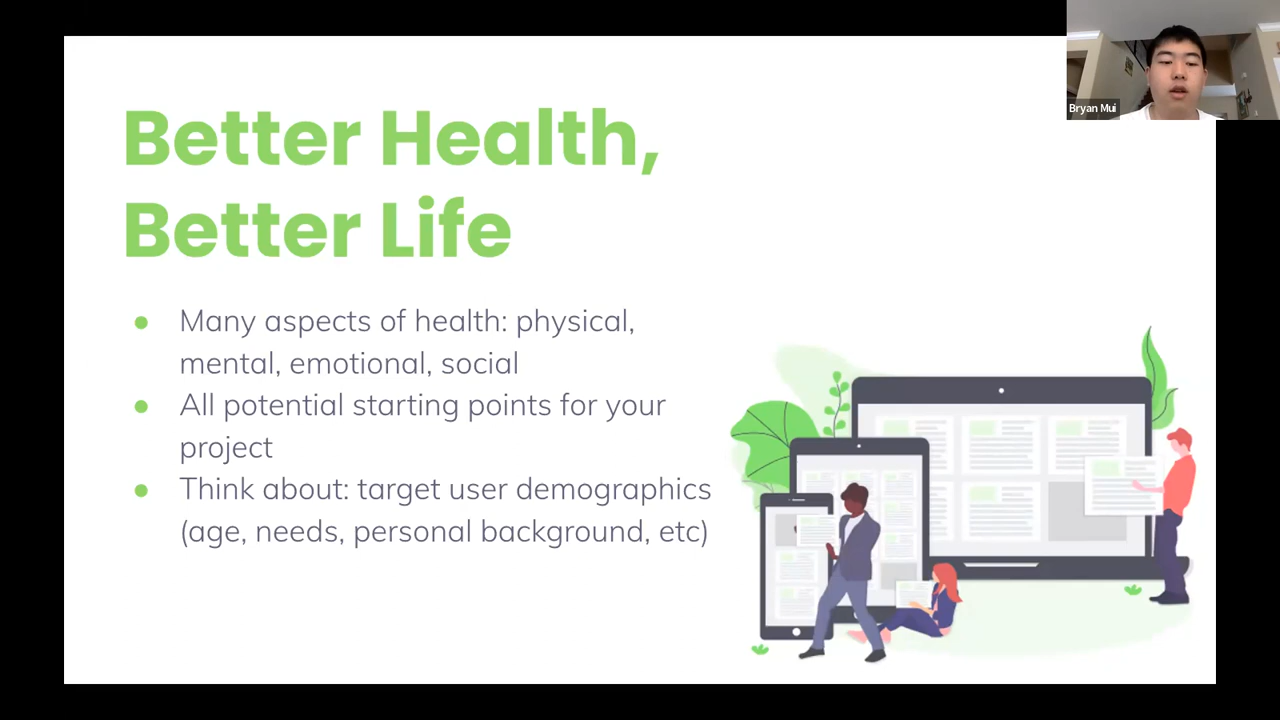 Better Health,
Better Life
Many aspects of health: physical,
mental, emotional, social
All potential starting points for your
project
Think about: target user demographics
(age, needs, personal background, etc)
Bryan Mui